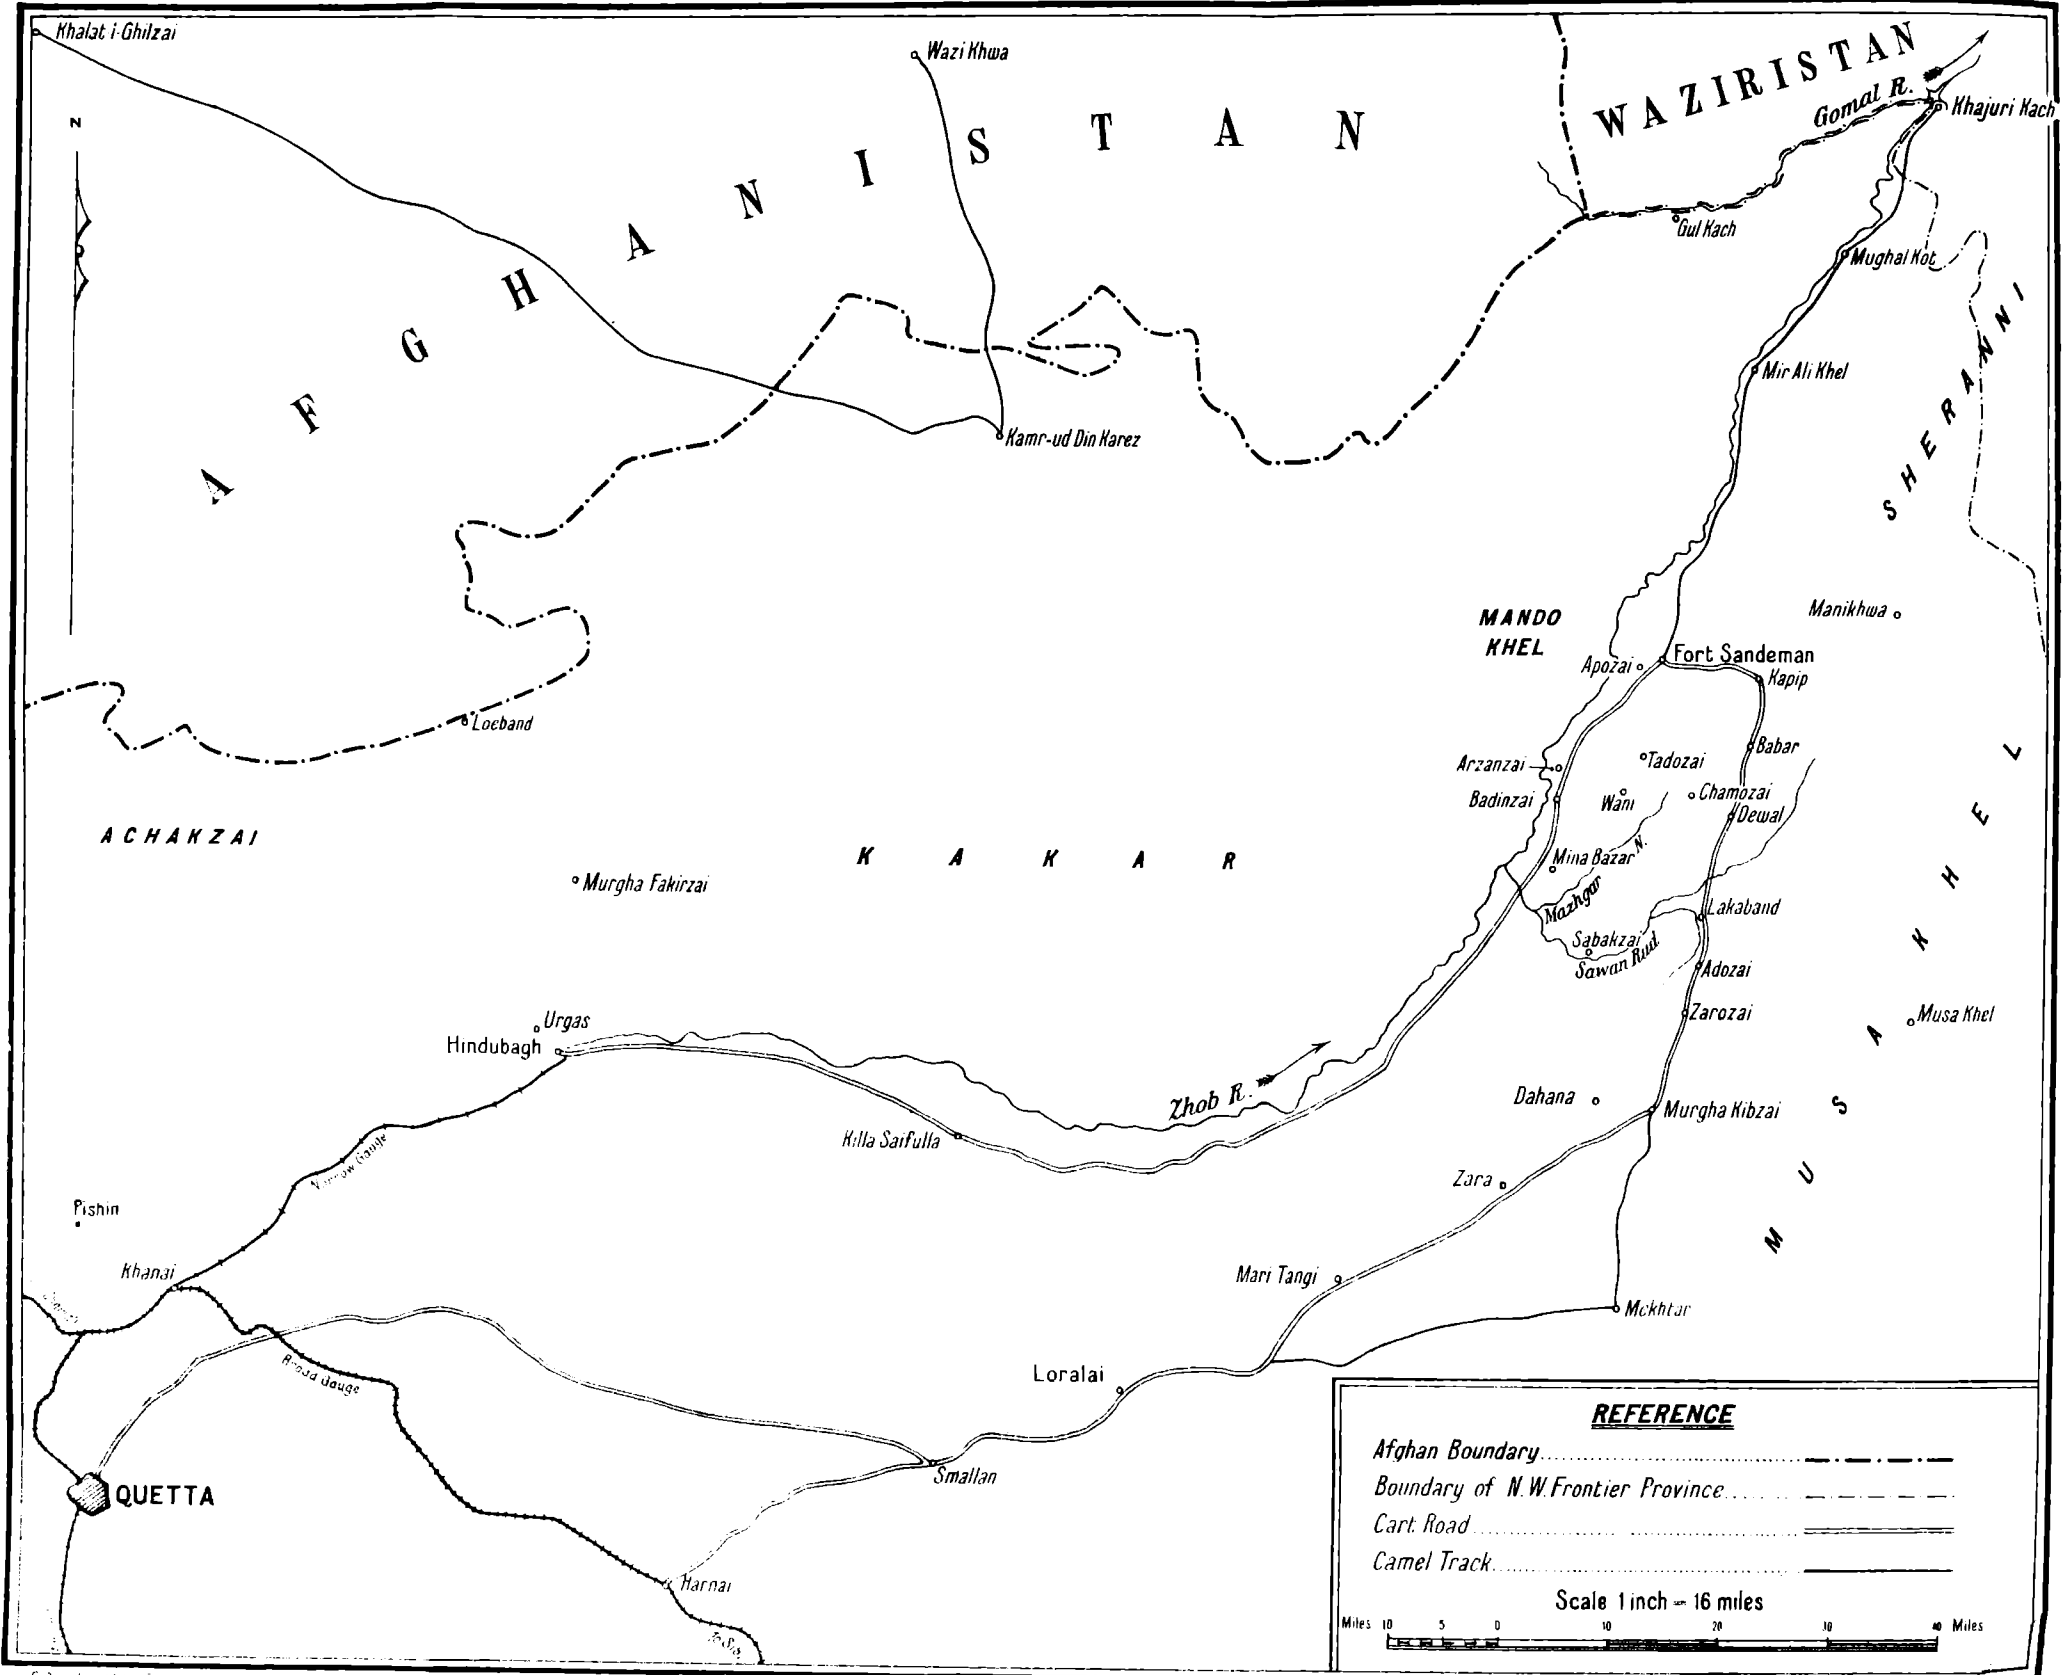 Khalat i-Ghilzai
Wazi Khwa
WAZIRISTAN
Gomal R.
Khajuri Kach
N
AFGHANISTAN
Gul Kach
Mughal Kot
SHERANNI
Mir Ali Khel
Kamr-ud Din Karez
MANDO
KHEL
Manikhwa
Apozai
Fort Sandeman
Kapip
Loeband
Arzanzai
Tadozai
Babar
Badinzai
Wani
Chamozai
Dewal
ACHAKZAI
KAKAR
Mina Bazar
Mazhgar N.
Murgha Fakirzai
Lakaband
Sabakzai
Sawan Rud.
Adozai
MUSA KHEL
Urgas
Hindubagh
Zarozai
Musa Khel
Zhob R.
Dahana
Murgha Kibzai
Killa Saifulla
Narrow Gauge
Zara
Pishin
Khanai
Mari Tangi
Mekhtar
Broad Gauge
Loralai
Smallan
QUETTA
Harnai
REFERENCE
Afghan Boundary
Boundary of N.W. Frontier Province
Cart Road
Camel Track
Scale 1 inch = 16 miles
Miles 10 5 0 10 20 30 40 Miles